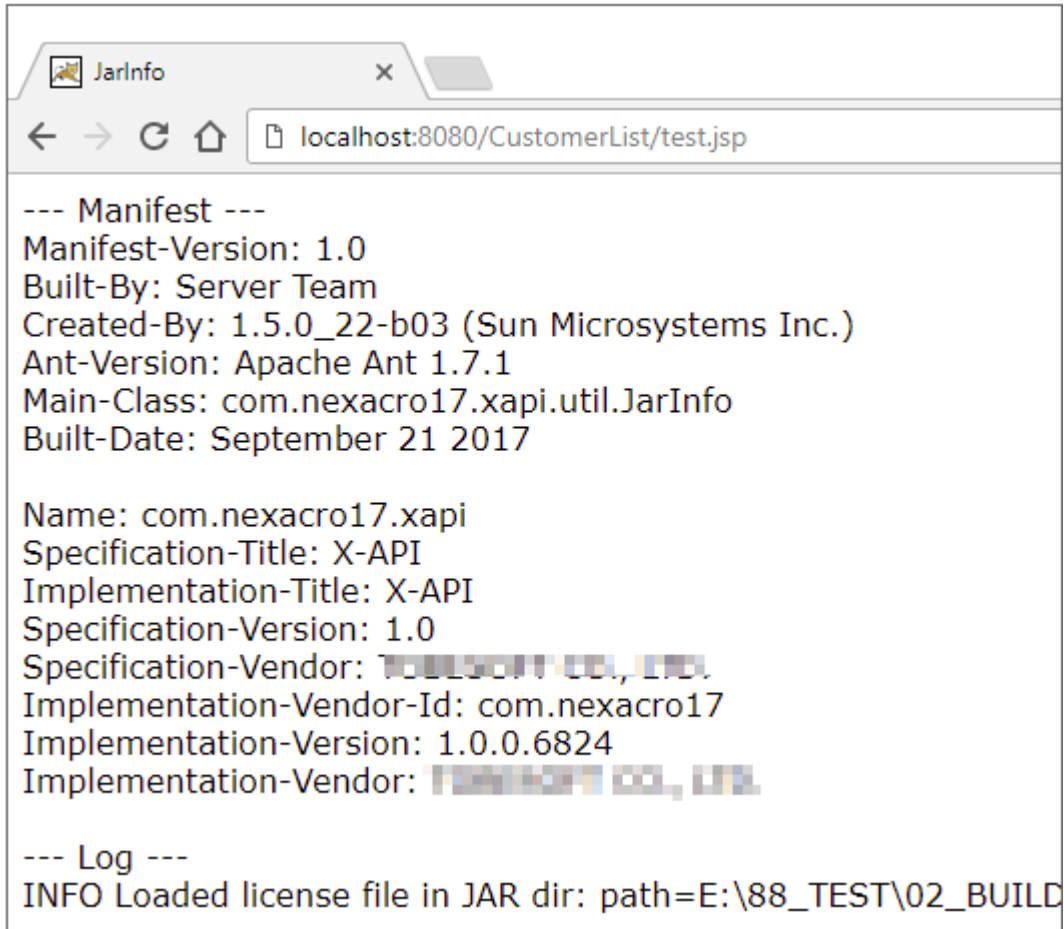 JarInfo
localhost:8080/CustomerList/test.jsp
--- Manifest ---
Manifest-Version: 1.0
Built-By: Server Team
Created-By: 1.5.0_22-b03 (Sun Microsystems Inc.)
Ant-Version: Apache Ant 1.7.1
Main-Class: com.nexacro17.xapi.util.JarInfo
Built-Date: September 21 2017
Name: com.nexacro17.xapi
Specification-Title: X-API
Implementation-Title: X-API
Specification-Version: 1.0
Specification-Vendor:
Implementation-Vendor-Id: com.nexacro17
Implementation-Version: 1.0.0.6824
Implementation-Vendor:
--- Log ---
INFO Loaded license file in JAR dir: path=E:\88_TEST\02_BUILD